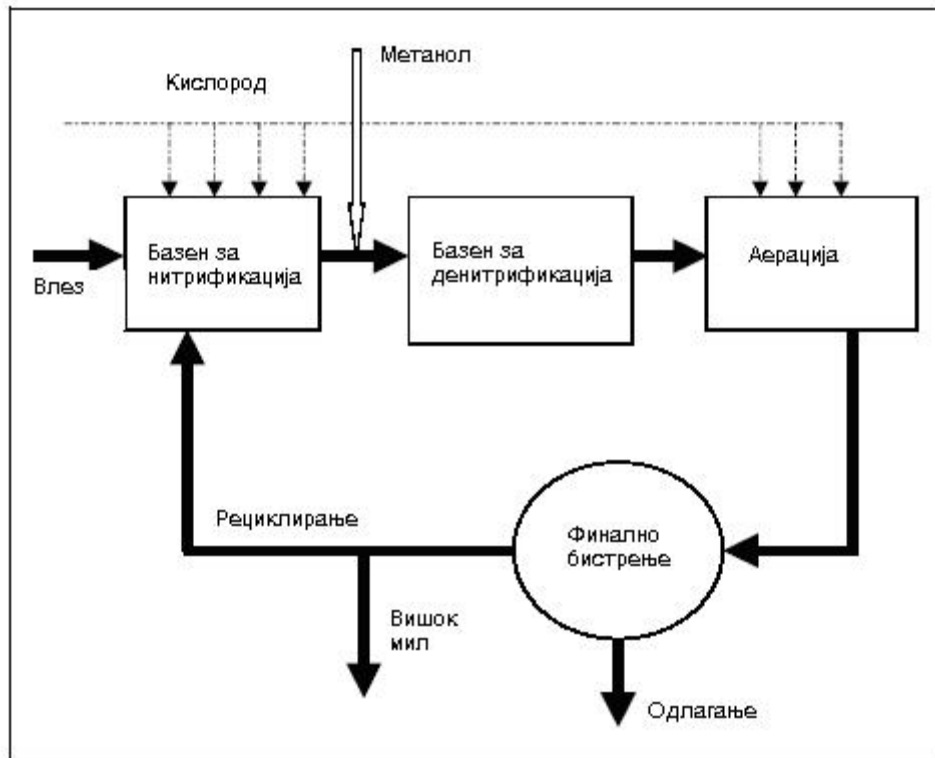 Метанол
Кислород
Базен за
нитрификација
Базен за
денитрификација
Аерација
Влез
Рециклирање
Финално
бистрење
Вишок
мил
Одлагање